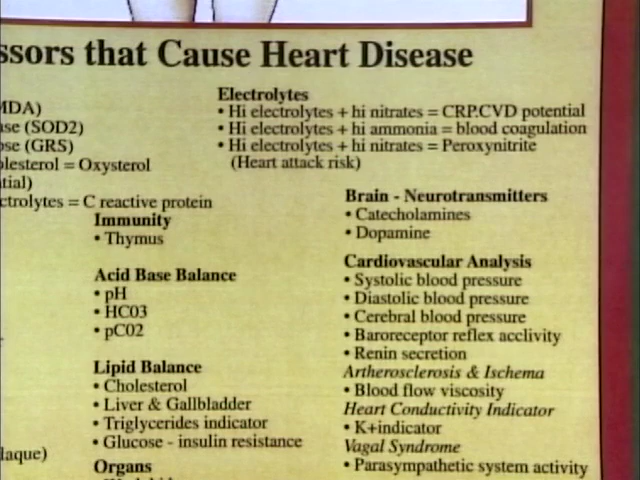 ssors that Cause Heart Disease
MDA)
ase (SOD2)
ose (GRS)
olesterol = Oxysterol
tial)
ctrolytes = C reactive protein
Immunity
• Thymus
Acid Base Balance
• pH
• HC03
• pC02
Lipid Balance
• Cholesterol
• Liver & Gallbladder
• Triglycerides indicator
• Glucose - insulin resistance
laque)
Organs
Electrolytes
• Hi electrolytes + hi nitrates = CRP.CVD potential
• Hi electrolytes + hi ammonia = blood coagulation
• Hi electrolytes + hi nitrates = Peroxynitrite
(Heart attack risk)
Brain - Neurotransmitters
• Catecholamines
• Dopamine
Cardiovascular Analysis
• Systolic blood pressure
• Diastolic blood pressure
• Cerebral blood pressure
• Baroreceptor reflex acclivity
• Renin secretion
Artherosclerosis & Ischema
• Blood flow viscosity
Heart Conductivity Indicator
• K+indicator
Vagal Syndrome
• Parasympathetic system activity